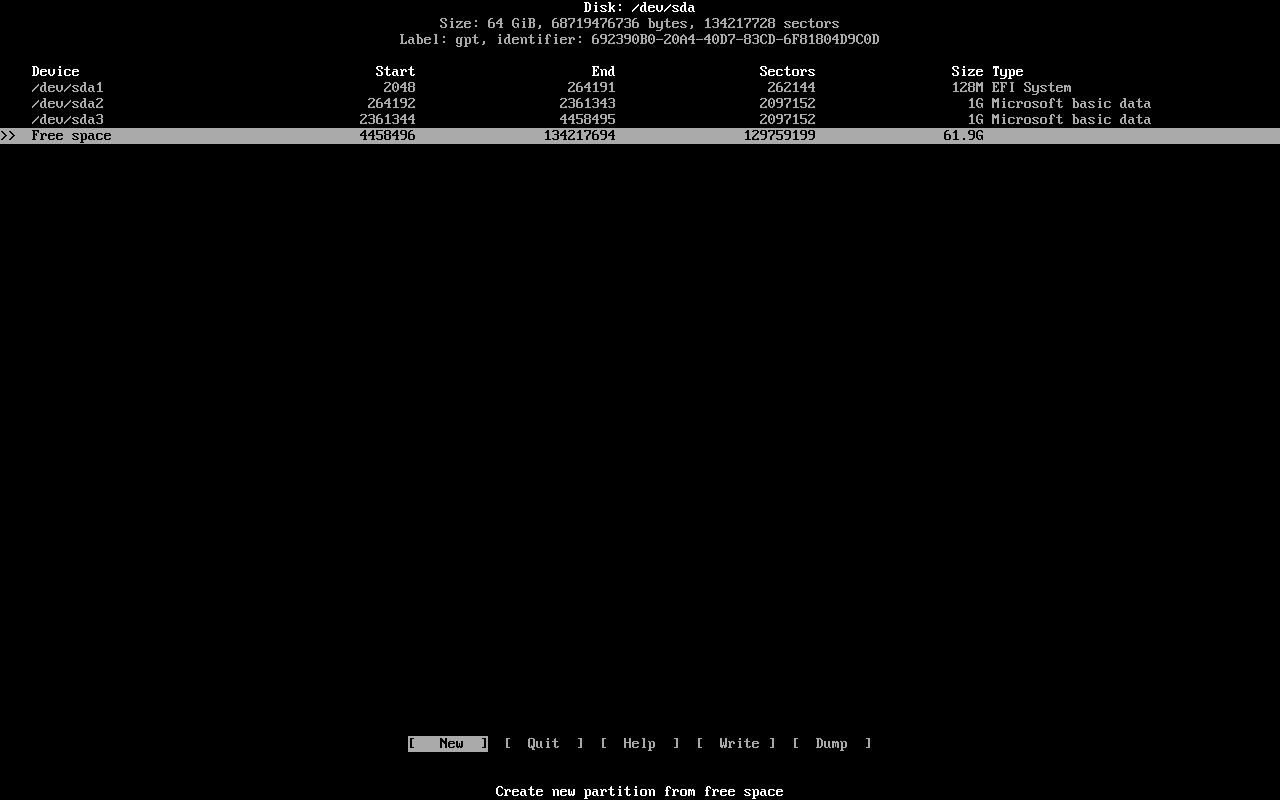 Disk: /dev/sda
Size: 64 GiB, 68719476736 bytes, 134217728 sectors
Label: gpt, identifier: 692390B0-20A4-40D7-83CD-6F81804D9C0D
Device Start End Sectors Size Type
/dev/sda1 2048 264191 262144 128M EFI System
/dev/sda2 264192 2361343 2097152 1G Microsoft basic data
/dev/sda3 2361344 4458495 2097152 1G Microsoft basic data
>> Free space 4458496 134217694 129759199 61.9G
[ New ] [ Quit ] [ Help ] [ Write ] [ Dump ]
Create new partition from free space